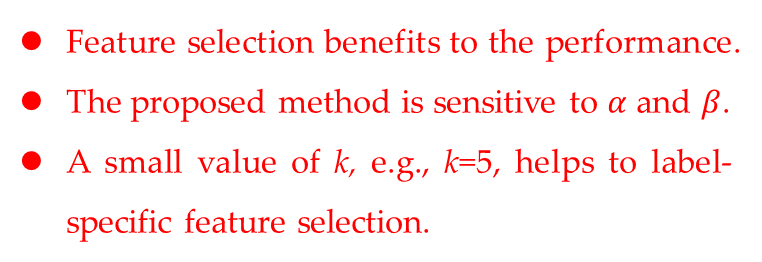 ● Feature selection benefits to the performance.
● The proposed method is sensitive to α and β.
● A small value of k, e.g., k=5, helps to label-
specific feature selection.